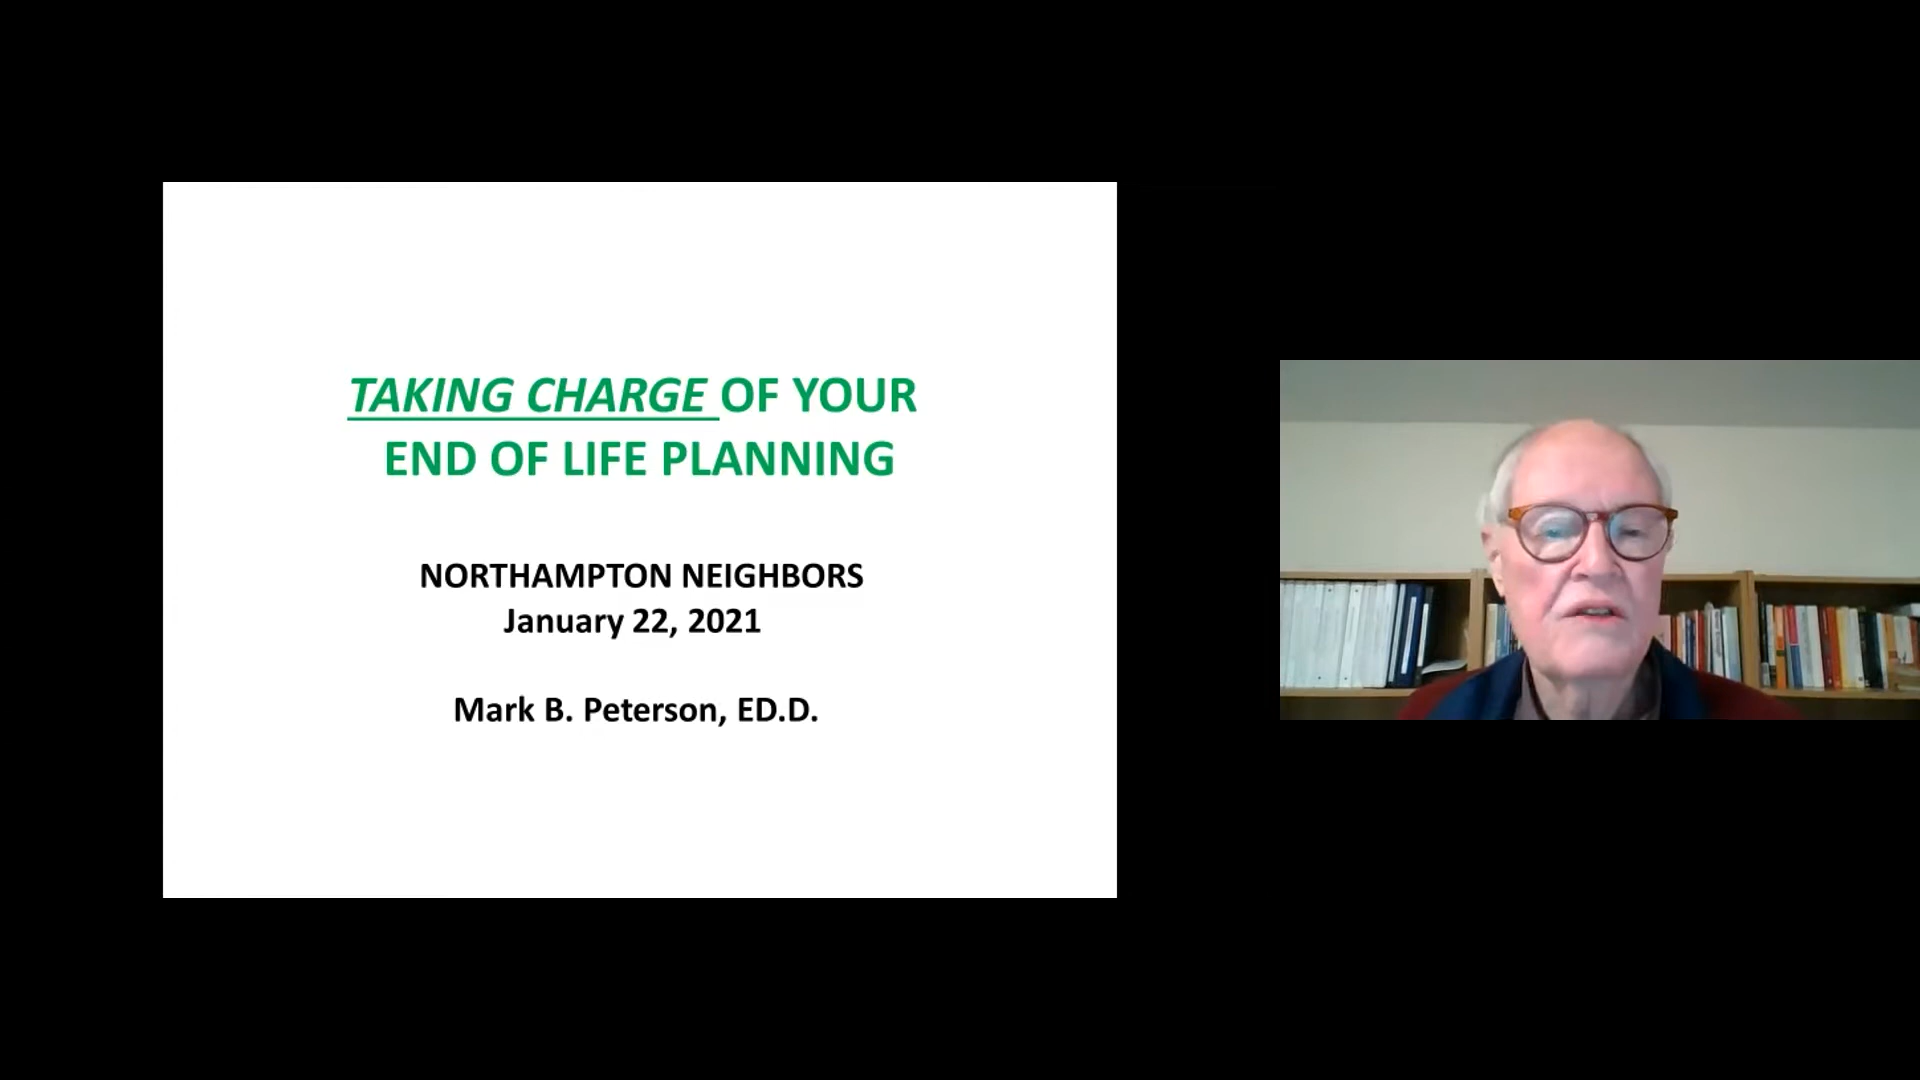 TAKING CHARGE OF YOUR
END OF LIFE PLANNING
NORTHAMPTON NEIGHBORS
January 22, 2021
Mark B. Peterson, ED.D.